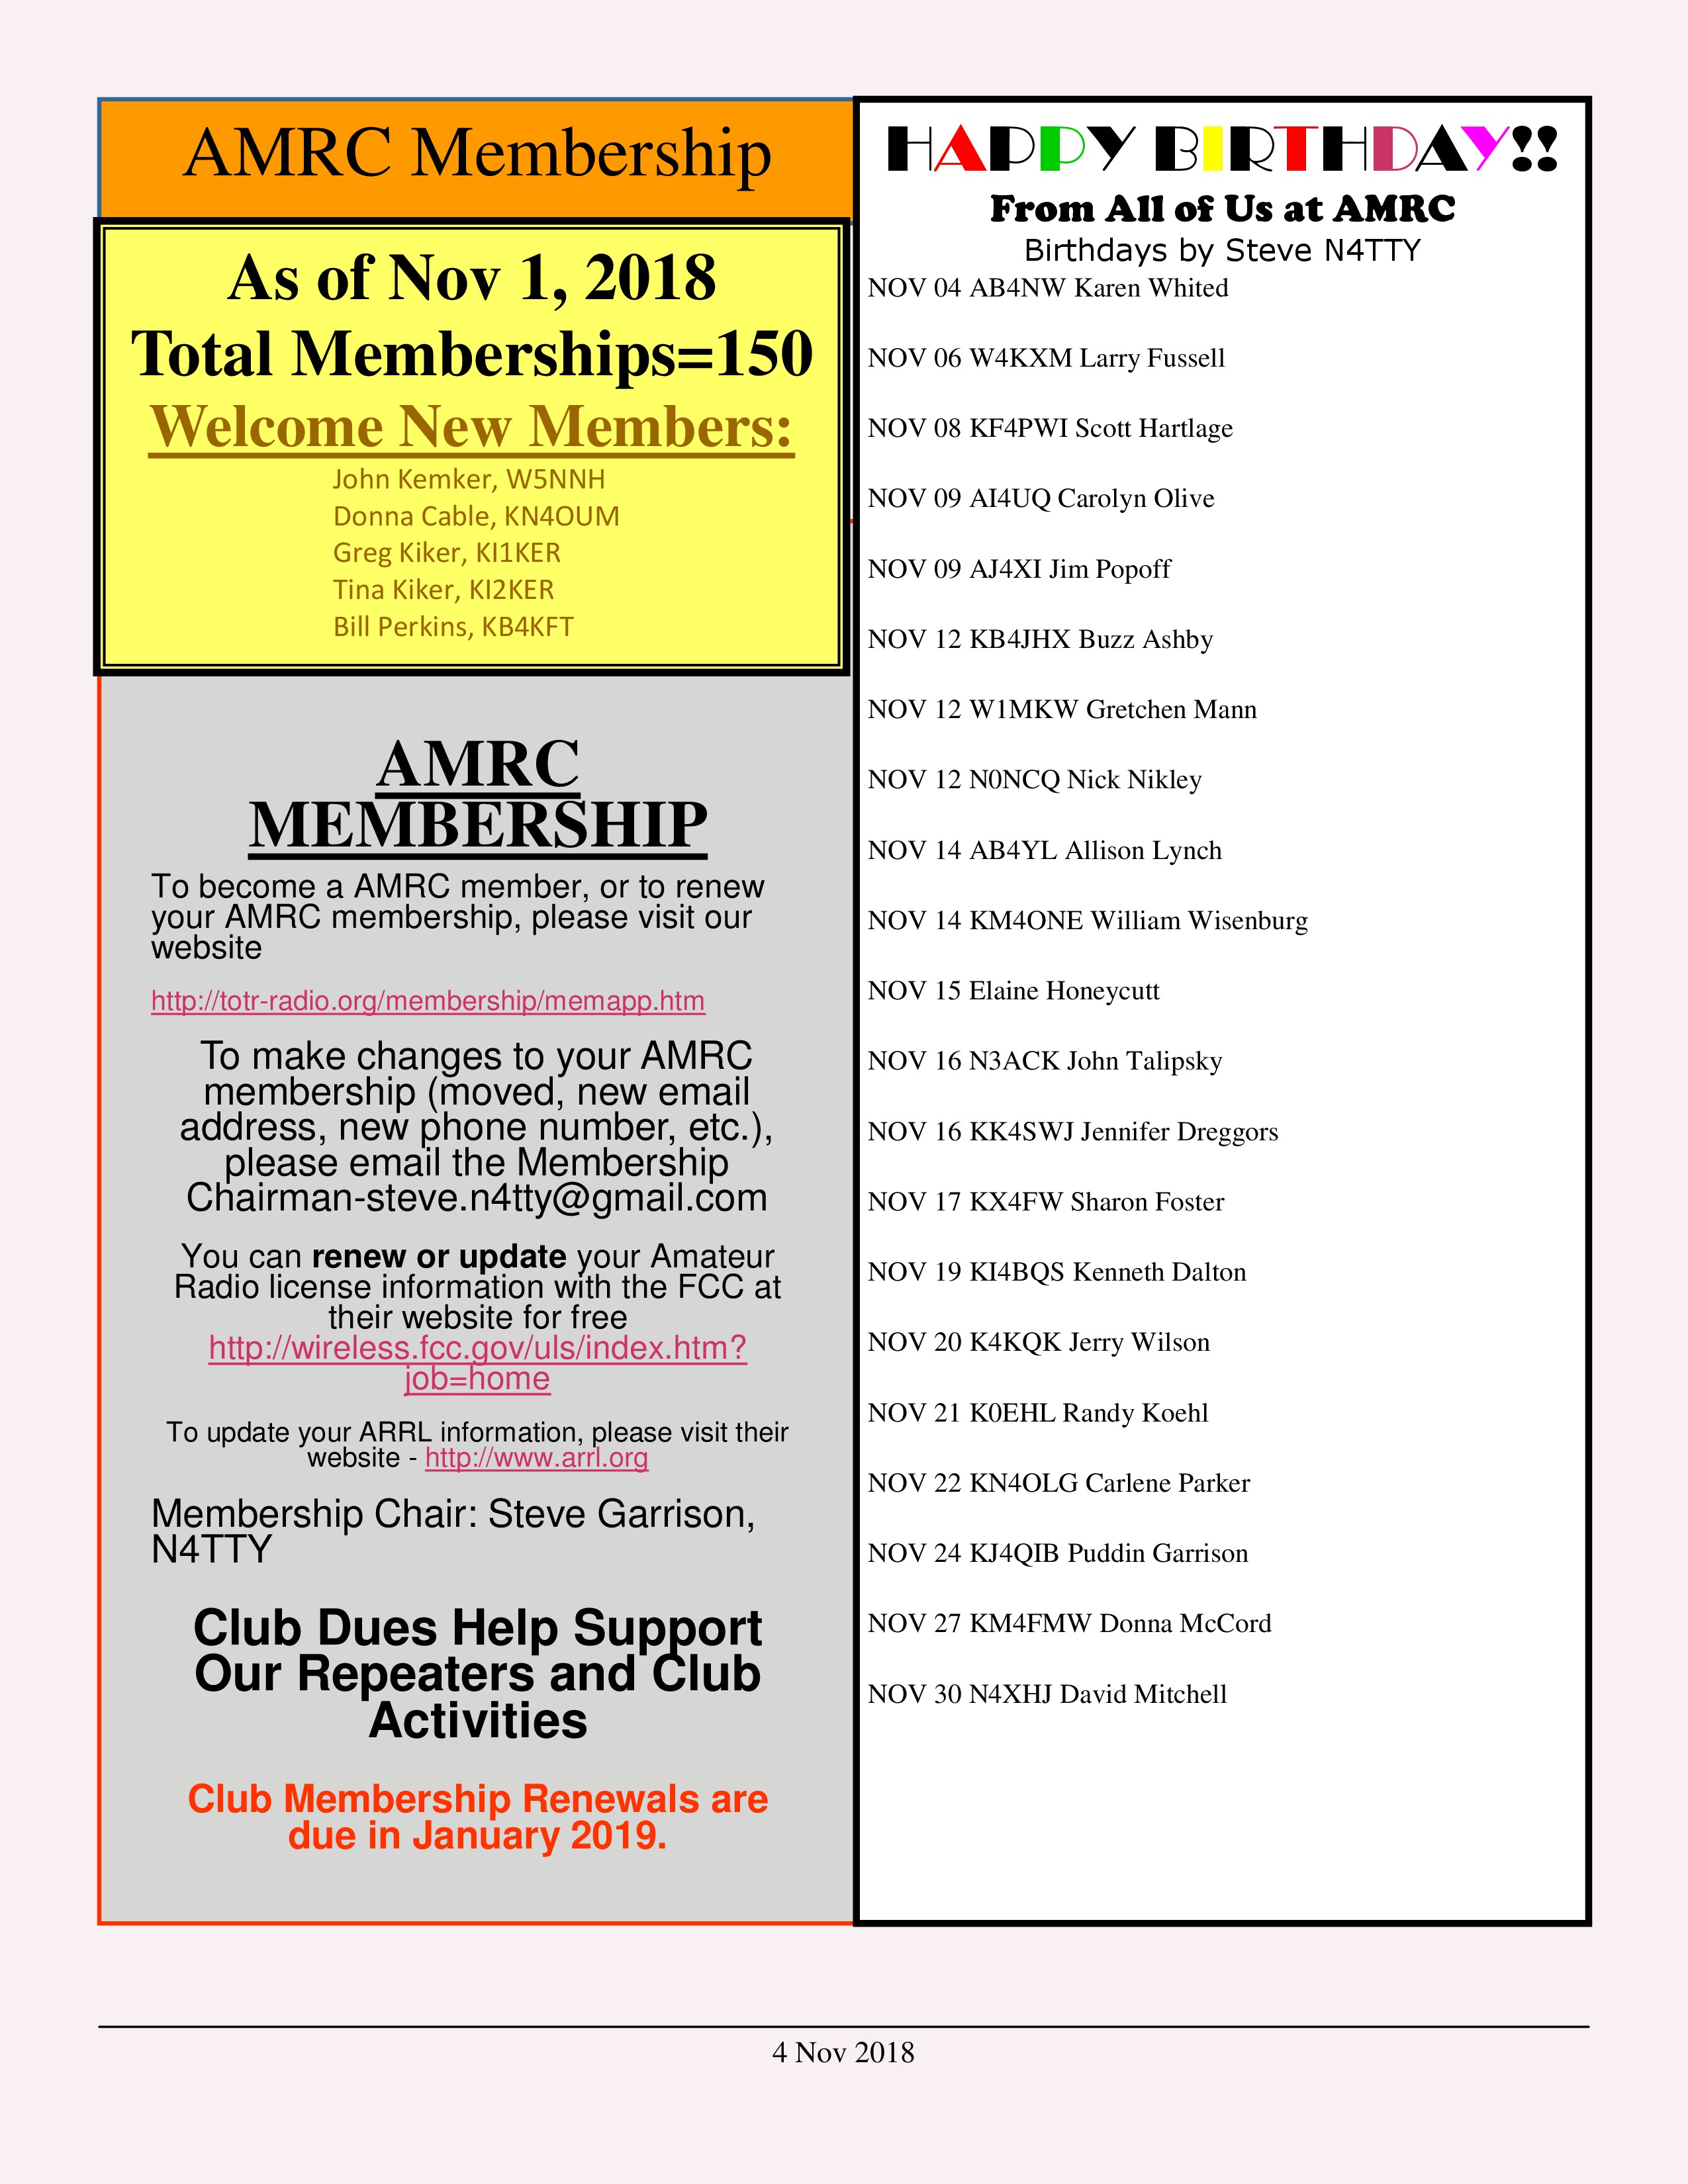 AMRC Membership
As of Nov 1, 2018
Total Memberships=150
Welcome New Members:
John Kemker, W5NNH
Donna Cable, KN4OUM
Greg Kiker, KI1KER
Tina Kiker, KI2KER
Bill Perkins, KB4KFT
AMRC
MEMBERSHIP
To become a AMRC member, or to renew
your AMRC membership, please visit our
website
http://totr-radio.org/membership/memapp.htm
To make changes to your AMRC
membership (moved, new email
address, new phone number, etc.),
please email the Membership
Chairman-steve.n4tty@gmail.com
You can renew or update your Amateur
Radio license information with the FCC at
their website for free
http://wireless.fcc.gov/uls/index.htm?
job=home
To update your ARRL information, please visit their
website - http://www.arrl.org
Membership Chair: Steve Garrison,
N4TTY
Club Dues Help Support
Our Repeaters and Club
Activities
Club Membership Renewals are
due in January 2019.
HAPPY BIRTHDAY!!
From All of Us at AMRC
Birthdays by Steve N4TTY
NOV 04 AB4NW Karen Whited
NOV 06 W4KXM Larry Fussell
NOV 08 KF4PWI Scott Hartlage
NOV 09 AI4UQ Carolyn Olive
NOV 09 AJ4XI Jim Popoff
NOV 12 KB4JHX Buzz Ashby
NOV 12 W1MKW Gretchen Mann
NOV 12 N0NCQ Nick Nikley
NOV 14 AB4YL Allison Lynch
NOV 14 KM4ONE William Wisenburg
NOV 15 Elaine Honeycutt
NOV 16 N3ACK John Talipsky
NOV 16 KK4SWJ Jennifer Dreggors
NOV 17 KX4FW Sharon Foster
NOV 19 KI4BQS Kenneth Dalton
NOV 20 K4KQK Jerry Wilson
NOV 21 K0EHL Randy Koehl
NOV 22 KN4OLG Carlene Parker
NOV 24 KJ4QIB Puddin Garrison
NOV 27 KM4FMW Donna McCord
NOV 30 N4XHJ David Mitchell
4 Nov 2018